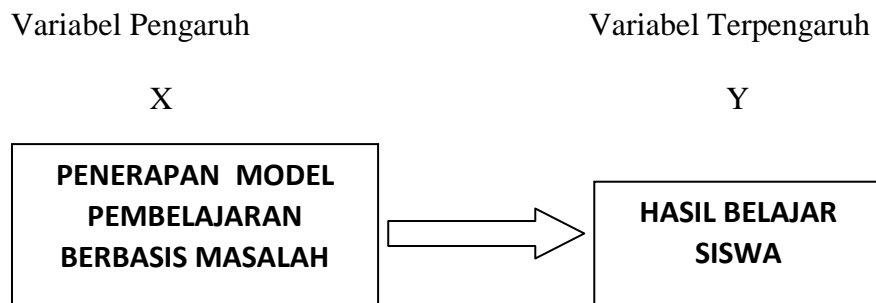 Variabel Pengaruh Variabel Terpengaruh
X Y
PENERAPAN MODEL
PEMBELAJARAN
BERBASIS MASALAH
HASIL BELAJAR
SISWA